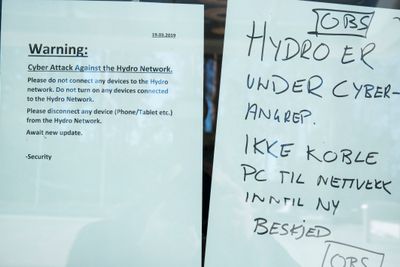 19.03.2019
Warning:
Cyber Attack Against the Hydro Network.
Please do not connect any devices to the Hydro
network. Do not turn on any devices connected
to the Hydro Network.
Please disconnect any device (Phone/Tablet etc.)
from the Hydro Network.
Await new update.
-Security
OBS
HYDRO ER
UNDER CYBER-
ANGREP.
IKKE KOBLE
PC TIL NETTVERK
INNTIL NY
BESKJED
OBS